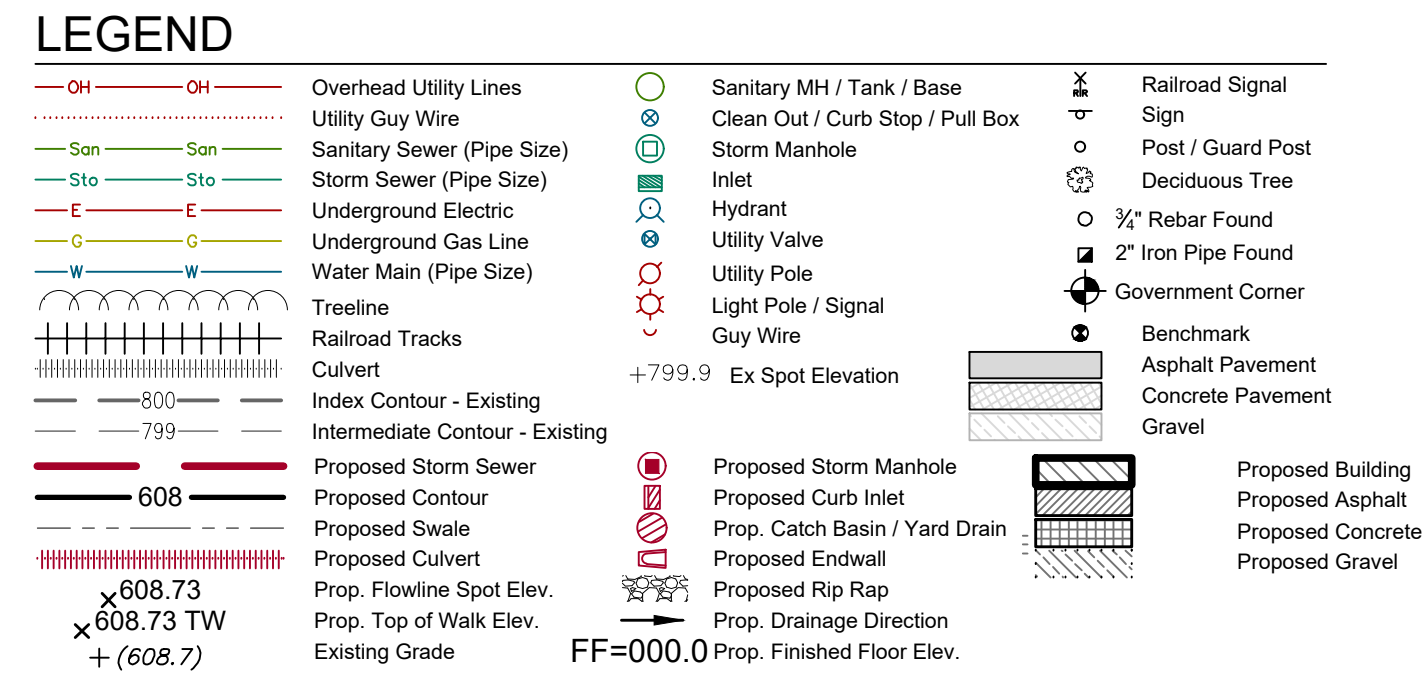 LEGEND
OH OH Overhead Utility Lines
Utility Guy Wire
San San Sanitary Sewer (Pipe Size)
Sto Sto Storm Sewer (Pipe Size)
E E Underground Electric
G G Underground Gas Line
W W Water Main (Pipe Size)
Treeline
Railroad Tracks
Culvert
800 Index Contour - Existing
799 Intermediate Contour - Existing
Proposed Storm Sewer
608 Proposed Contour
Proposed Swale
Proposed Culvert
608.73 Prop. Flowline Spot Elev.
608.73 TW Prop. Top of Walk Elev.
+ (608.7) Existing Grade
Sanitary MH / Tank / Base
Clean Out / Curb Stop / Pull Box
Storm Manhole
Inlet
Hydrant
Utility Valve
Utility Pole
Light Pole / Signal
Guy Wire
+799.9 Ex Spot Elevation
Proposed Storm Manhole
Proposed Curb Inlet
Prop. Catch Basin / Yard Drain
Proposed Endwall
Proposed Rip Rap
Prop. Drainage Direction
FF=000.0 Prop. Finished Floor Elev.
RR Railroad Signal
Sign
Post / Guard Post
Deciduous Tree
¾" Rebar Found
2" Iron Pipe Found
Government Corner
Benchmark
Asphalt Pavement
Concrete Pavement
Gravel
Proposed Building
Proposed Asphalt
Proposed Concrete
Proposed Gravel